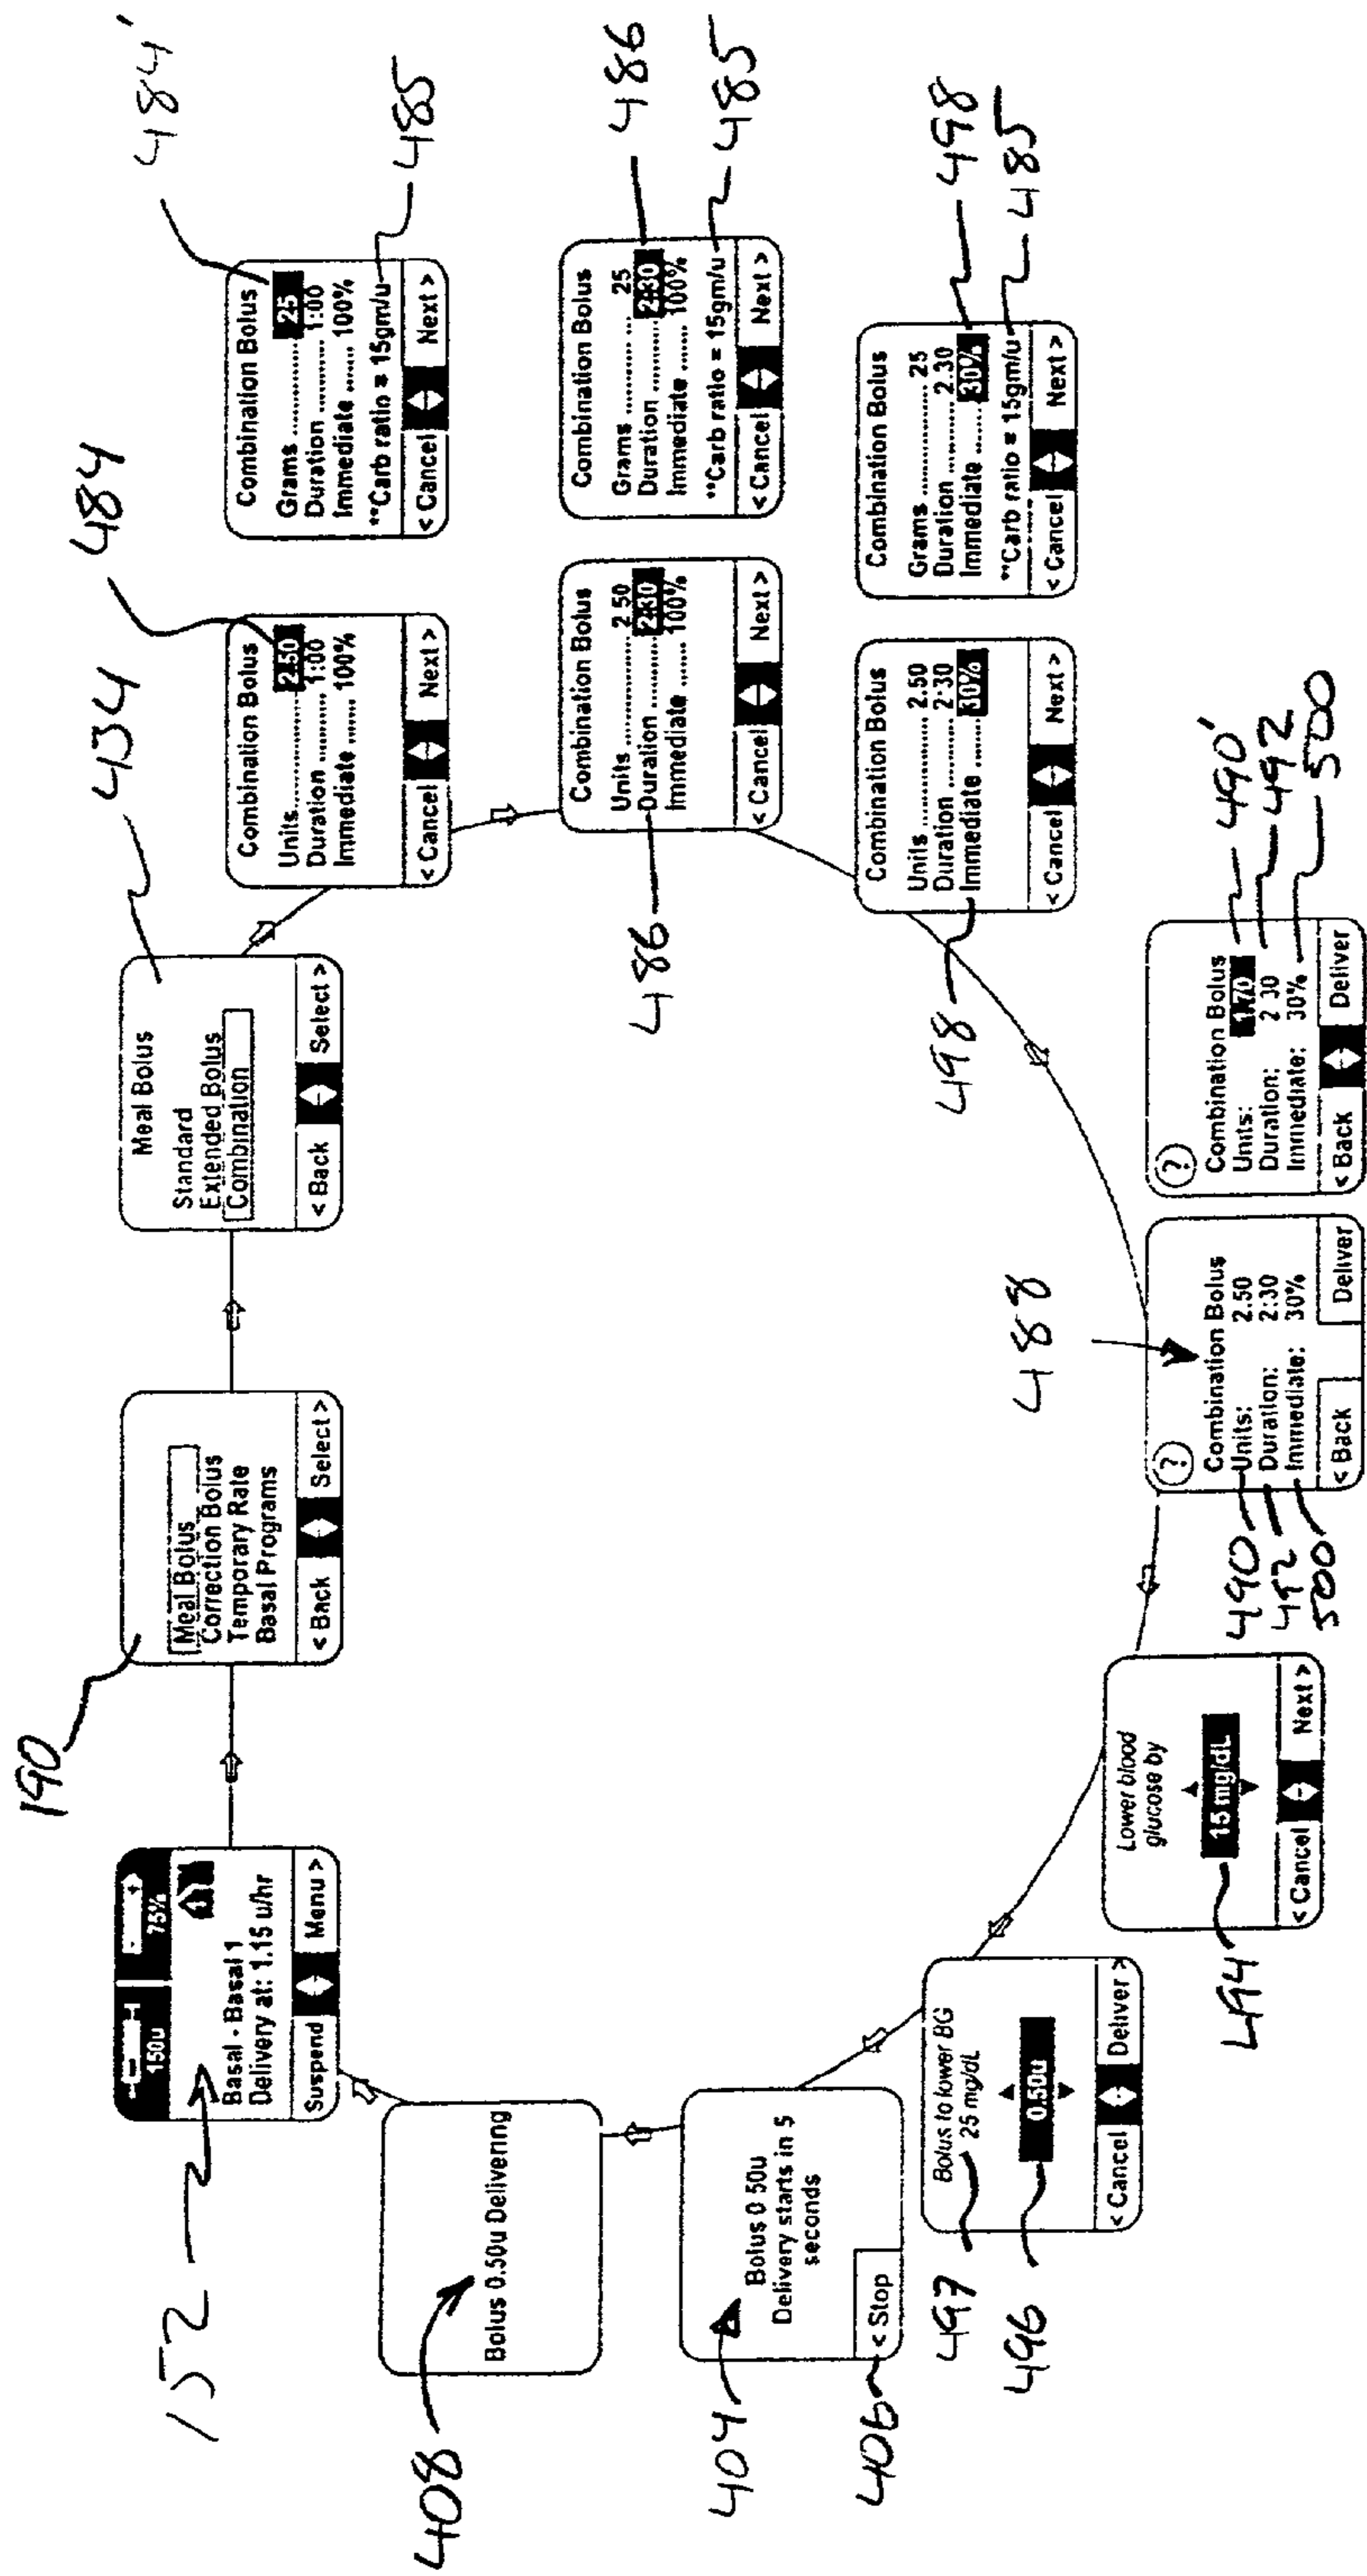 152
150u 75%
Basal - Basal 1
Delivery at: 1.15 u/hr
Suspend Menu >
190
Meal Bolus
Correction Bolus
Temporary Rate
Basal Programs
< Back Select >
434
Meal Bolus
Standard
Extended Bolus
Combination
< Back Select >
484
Combination Bolus
Units 2.50
Duration 1:00
Immediate 100%
< Cancel Next >
484'
Combination Bolus
Grams 25
Duration 1:00
Immediate 100%
**Carb ratio = 15gm/u
< Cancel Next >
485
486
Combination Bolus
Units 2 50
Duration 2:30
Immediate 100%
< Cancel Next >
486
Combination Bolus
Grams 25
Duration 2:30
Immediate 100%
**Carb ratio = 15gm/u
< Cancel Next >
485
498
Combination Bolus
Units 2.50
Duration 2:30
Immediate 30%
< Cancel Next >
498
Combination Bolus
Grams 25
Duration 2.30
Immediate 30%
**Carb ratio = 15gm/u
< Cancel Next >
485
488
?
Combination Bolus
Units: 2.50
Duration: 2:30
Immediate: 30%
< Back Deliver
490
492
500
?
Combination Bolus
Units: 1.70
Duration: 2 30
Immediate: 30%
< Back Deliver
490'
492
500
Lower blood
glucose by
15 mg/dL
< Cancel Next >
494
Bolus to lower BG
25 mg/dL
0.50u
< Cancel Deliver >
497
496
Bolus 0 50u
Delivery starts in 5
seconds
< Stop
404
406
Bolus 0.50u Delivering
408